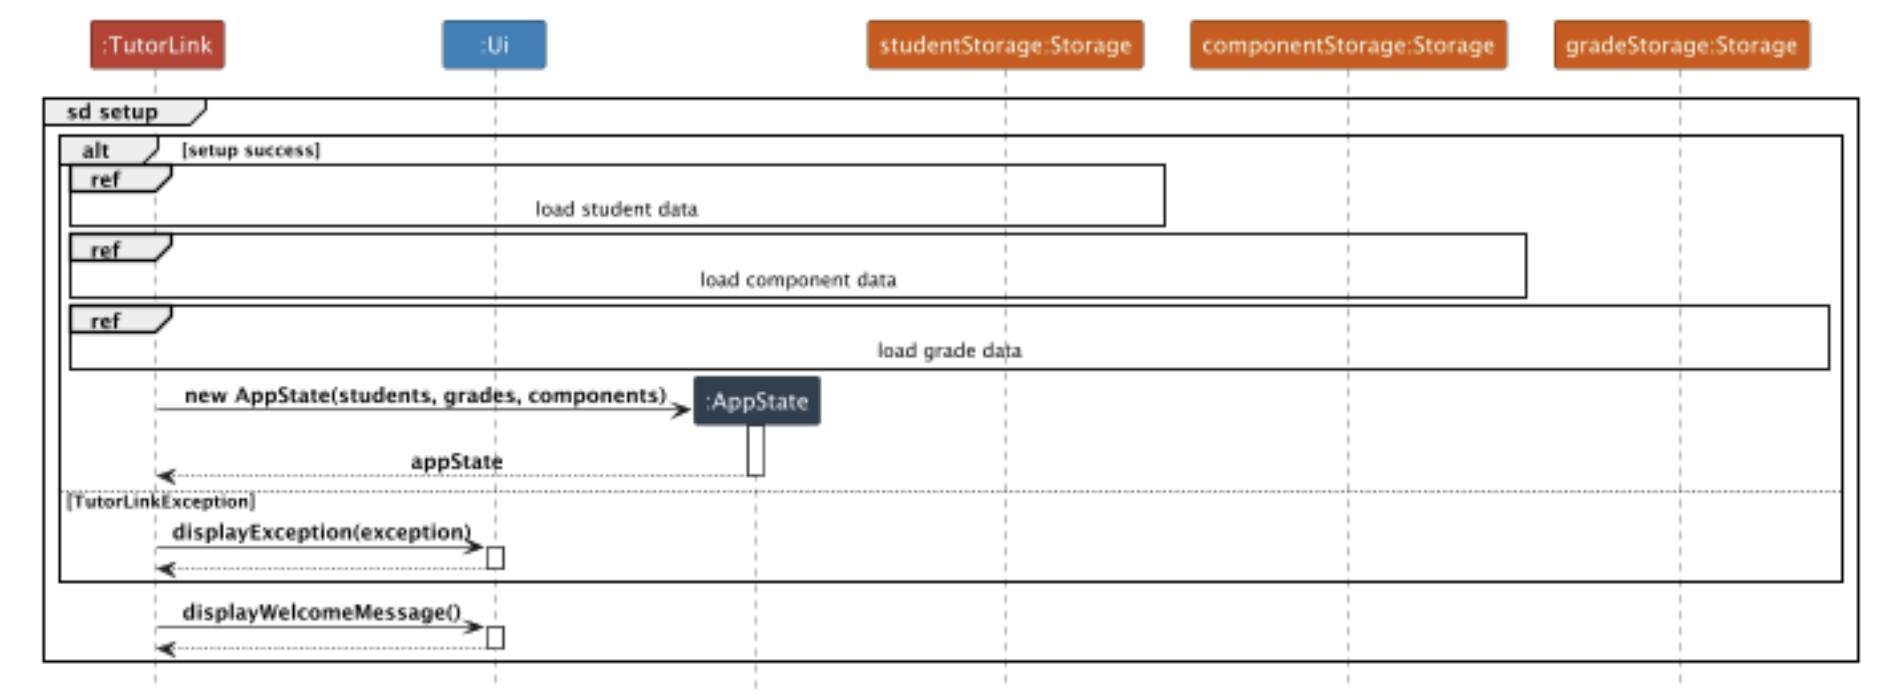 :TutorLink
:Ui
studentStorage:Storage
componentStorage:Storage
gradeStorage:Storage
sd setup
alt
[setup success]
ref
load student data
ref
load component data
ref
load grade data
new AppState(students, grades, components)
:AppState
appState
[TutorLinkException]
displayException(exception)
displayWelcomeMessage()